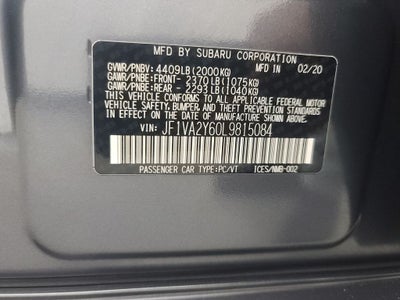 MFD BY SUBARU CORPORATION
GVWR/PNBV: 4409LB(2000KG) 02/20
GAWR/PNBE:FRONT- 2370LB(1075KG)
GAWR/PNBE:REAR - 2293LB(1040KG)
THIS VEHICLE CONFORMS TO ALL APPLICABLE FEDERAL MOTOR VEHICLE
SAFETY, BUMPER, AND THEFT PREVENTION STANDARDS
IN EFFECT ON THE DATE OF MANUFACTURE SHOWN ABOVE.
VIN: JF1VA2Y60L9815084
PASSENGER CAR TYPE:PC/VT ICES/NMB-002